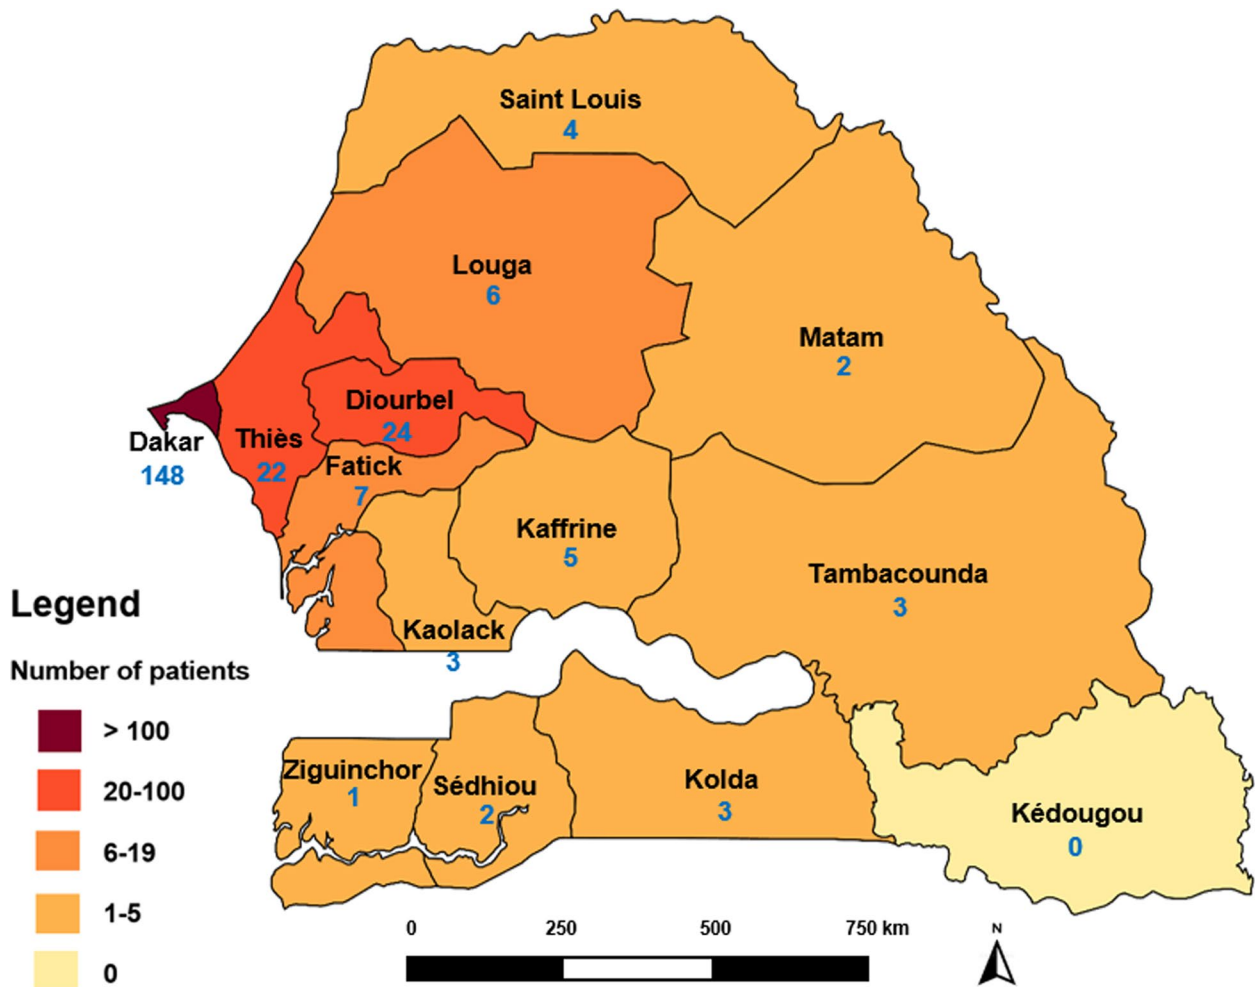 Saint Louis
4
Louga
6
Matam
2
Diourbel
24
Dakar
148
Thiès
22
Fatick
7
Kaffrine
5
Tambacounda
3
Kaolack
3
Ziguinchor
1
Sédhiou
2
Kolda
3
Kédougou
0
Legend
Number of patients
> 100
20-100
6-19
1-5
0
0 250 500 750 km
N